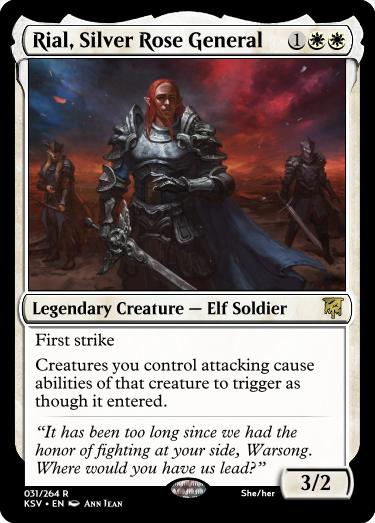 Rial, Silver Rose General 1
Legendary Creature — Elf Soldier
First strike
Creatures you control attacking cause
abilities of that creature to trigger as
though it entered.
“It has been too long since we had the
honor of fighting at your side, Warsong.
Where would you have us lead?”
3/2
031/264 R She/her
KSV • EN Ann Jean